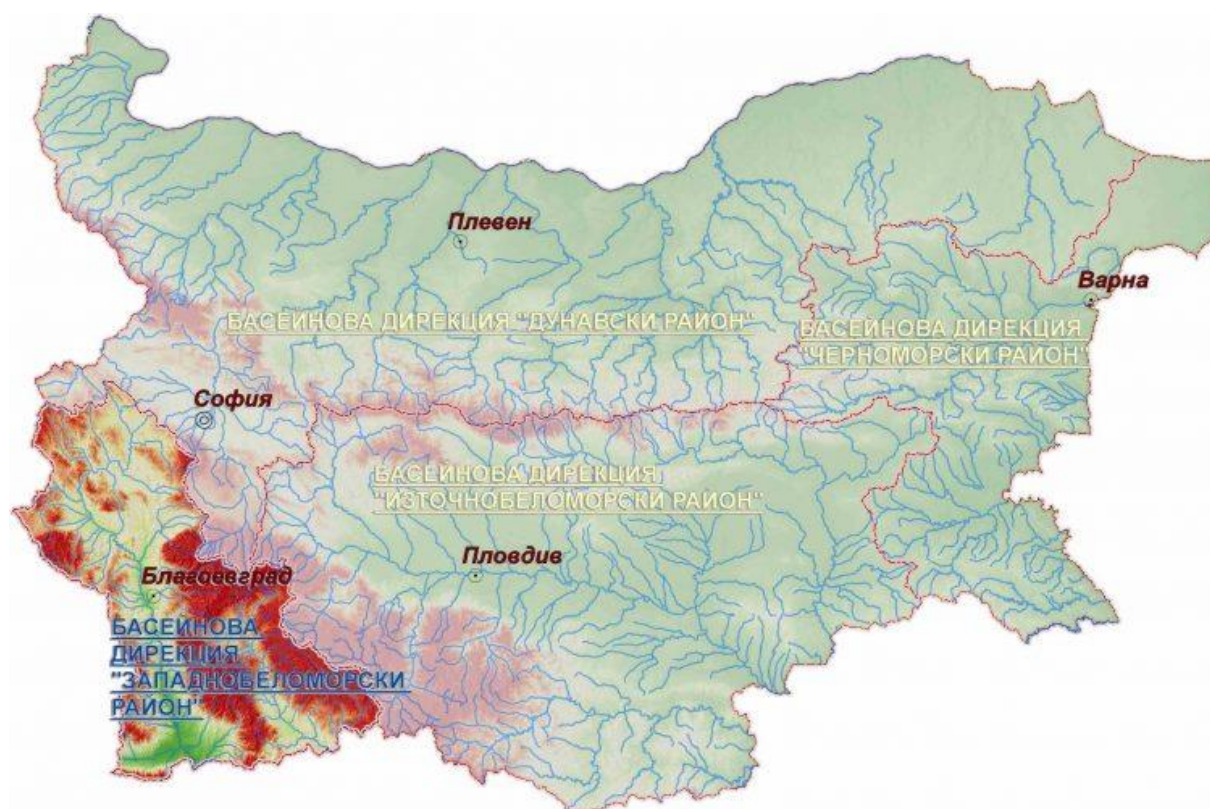 Плевен
Варна
БАСЕЙНОВА ДИРЕКЦИЯ "ДУНАВСКИ РАЙОН"
БАСЕЙНОВА ДИРЕКЦИЯ
"ЧЕРНОМОРСКИ РАЙОН"
София
БАСЕЙНОВА ДИРЕКЦИЯ
"ИЗТОЧНОБЕЛОМОРСКИ РАЙОН"
Пловдив
Благоевград
БАСЕЙНОВА
ДИРЕКЦИЯ
"ЗАПАДНОБЕЛОМОРСКИ
РАЙОН"